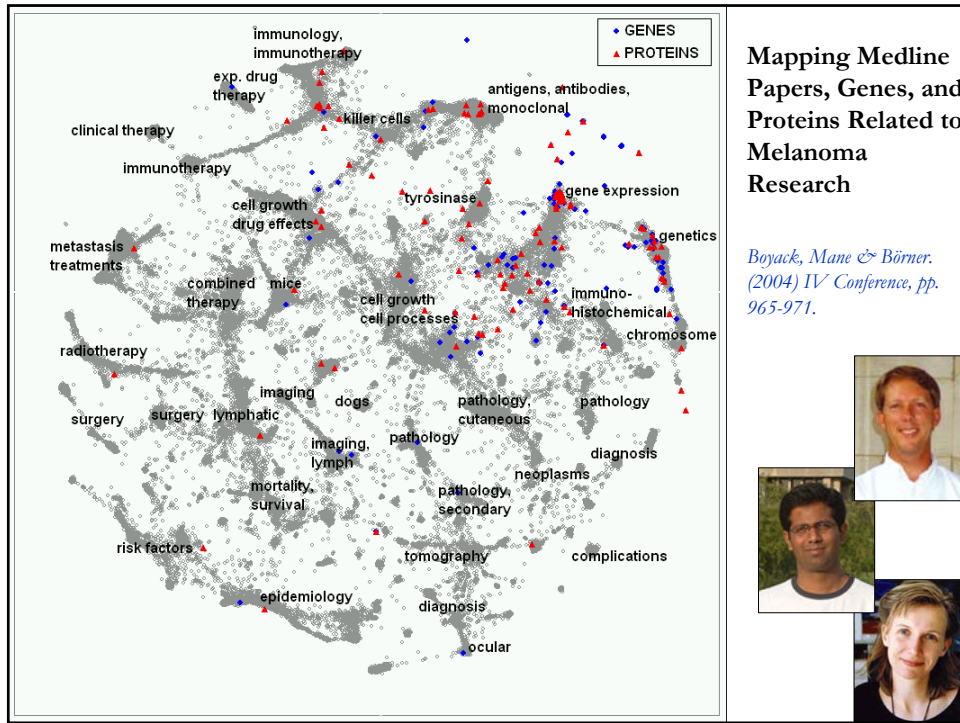 GENES
PROTEINS
immunology,
immunotherapy
exp. drug
therapy
antigens, antibodies,
monoclonal
clinical therapy
killer cells
immunotherapy
tyrosinase
gene expression
cell growth
drug effects
genetics
metastasis
treatments
combined
therapy
mice
cell growth
cell processes
immuno-
histochemical
chromosome
radiotherapy
imaging
dogs
pathology,
cutaneous
pathology
surgery
surgery
lymphatic
imaging,
lymph
pathology
diagnosis
neoplasms
mortality,
survival
pathology,
secondary
risk factors
tomography
complications
epidemiology
diagnosis
ocular
Mapping Medline
Papers, Genes, and
Proteins Related to
Melanoma
Research
Boyack, Mane & Börner.
(2004) IV Conference, pp.
965-971.